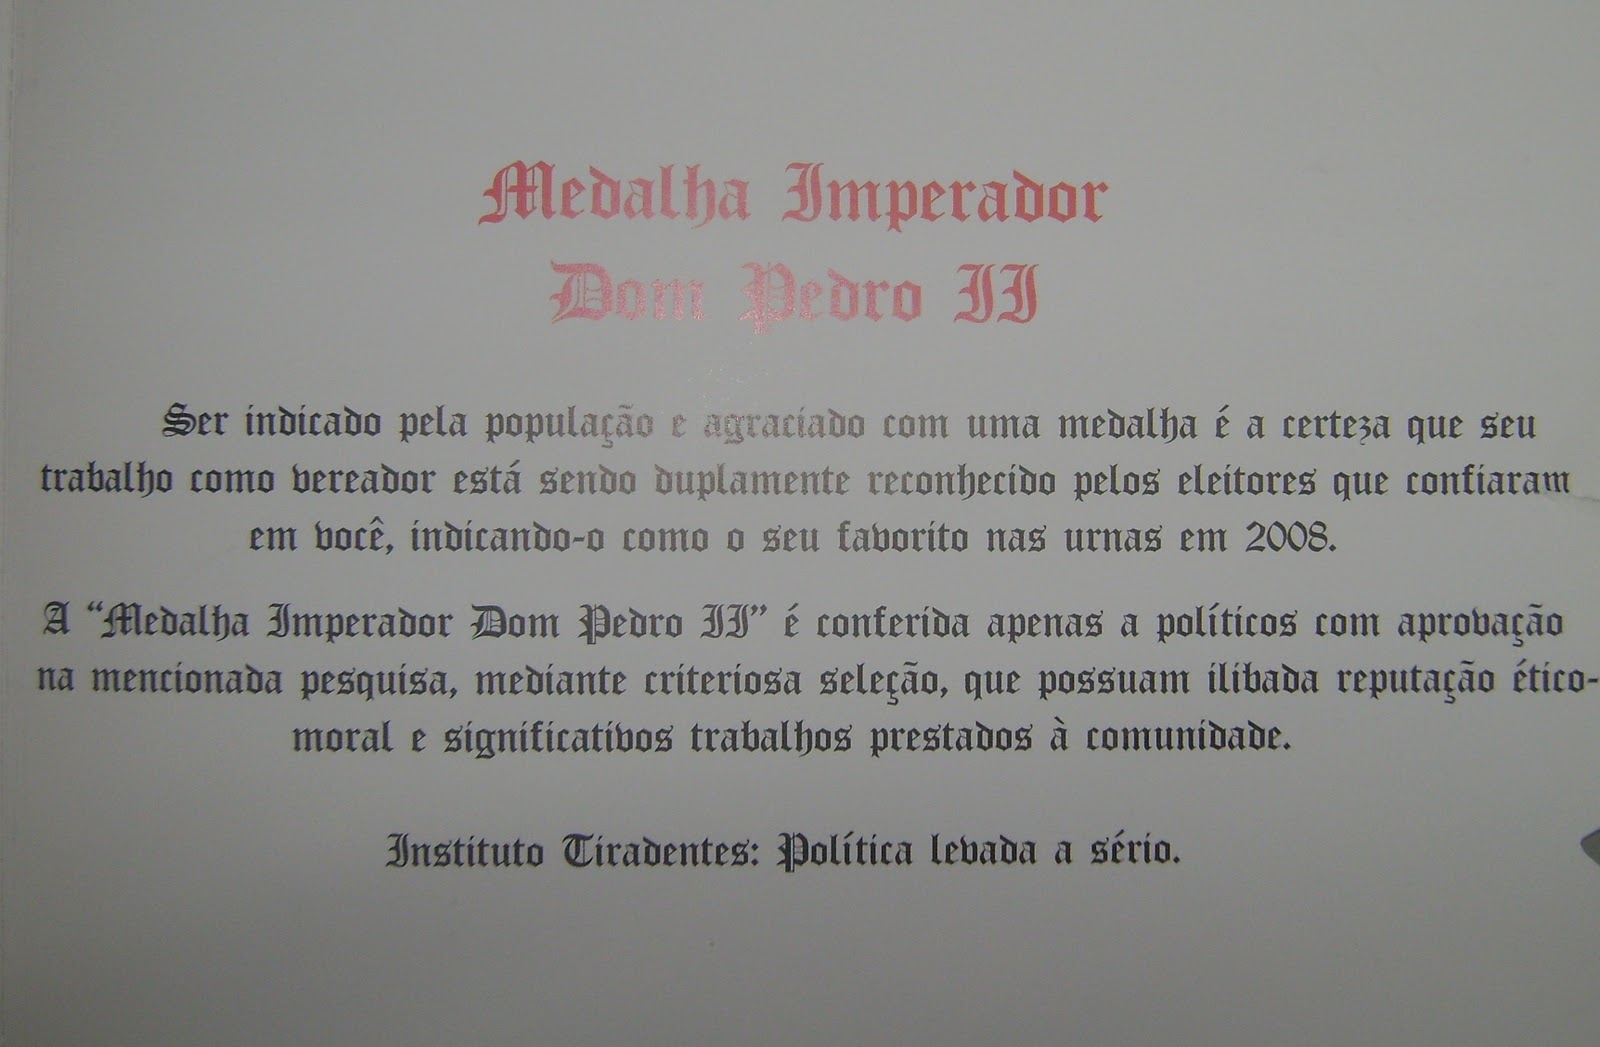 Medalha Imperador
Dom Pedro II
Ser indicado pela população e agraciado com uma medalha é a certeza que seu
trabalho como vereador está sendo duplamente reconhecido pelos eleitores que confiaram
em você, indicando-o como o seu favorito nas urnas em 2008.
A “Medalha Imperador Dom Pedro II” é conferida apenas a políticos com aprovação
na mencionada pesquisa, mediante criteriosa seleção, que possuam ilibada reputação ético-
moral e significativos trabalhos prestados à comunidade.
Instituto Tiradentes: Política levada a sério.